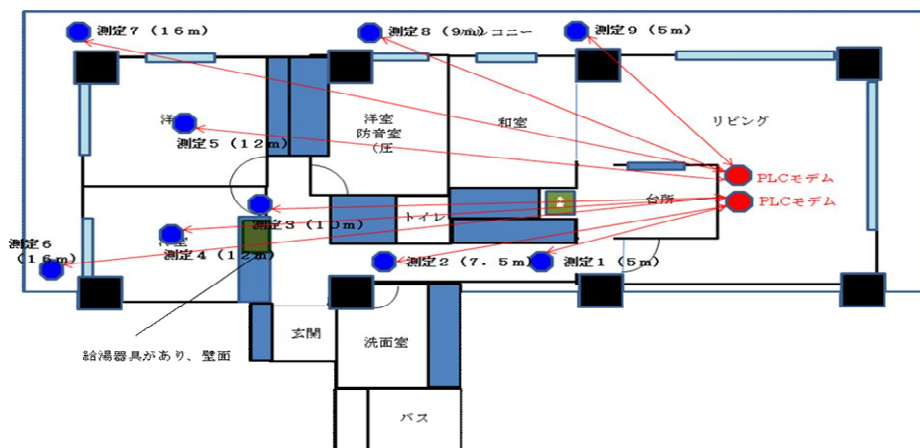 測定7（16m）
測定8（9m）
バルコニー
測定9（5m）
洋
測定5（12m）
洋室
防音室
（圧
和室
リビング
PLCモデム
PLCモデム
台所
トイレ
測定3（10m）
洋室
測定4（12m）
測定6
（16m）
測定2（7．5m）
測定1（5m）
玄関
洗面室
給湯器具があり、壁面
バス